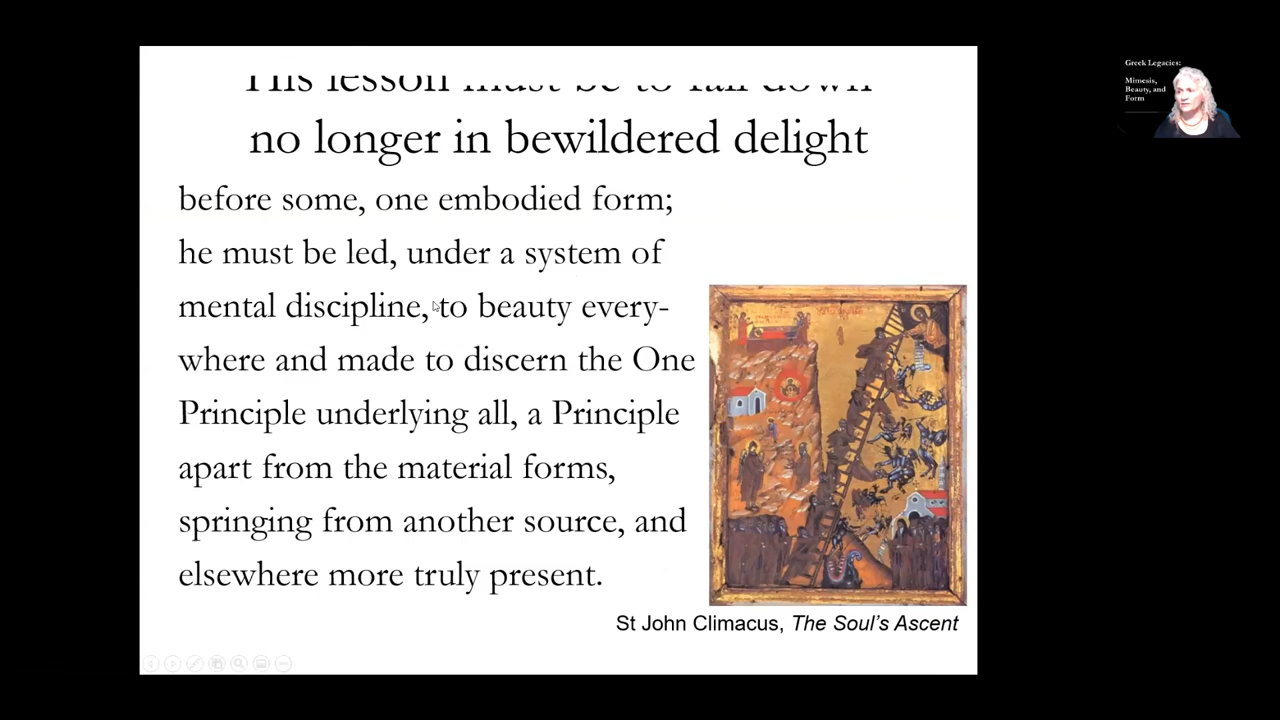 His lesson must be to fall down
no longer in bewildered delight
before some, one embodied form;
he must be led, under a system of
mental discipline, to beauty every-
where and made to discern the One
Principle underlying all, a Principle
apart from the material forms,
springing from another source, and
elsewhere more truly present.
St John Climacus, The Soul's Ascent
Greek Legacies:
Mimesis,
Beauty, and
Form